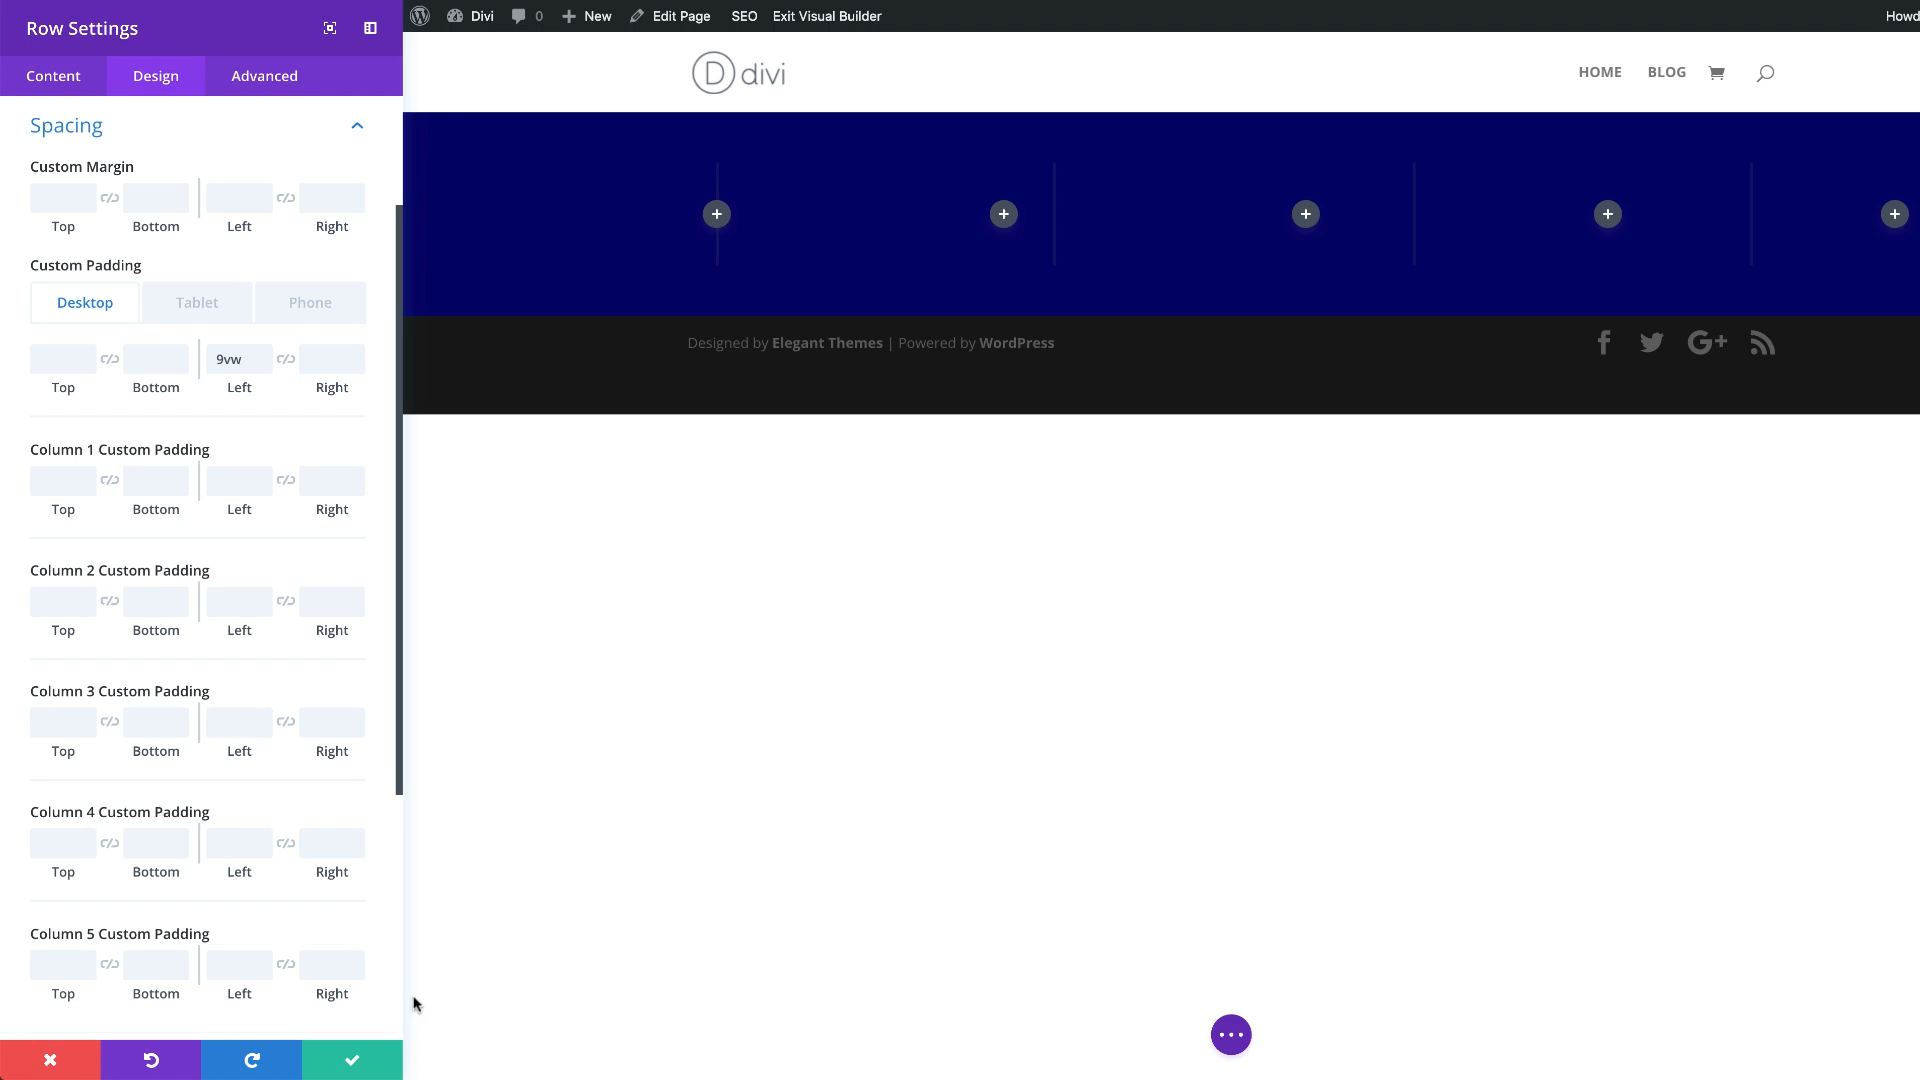 Row Settings
Content Design Advanced
Spacing
Custom Margin
Top Bottom Left Right
Custom Padding
Desktop Tablet Phone
9vw
Top Bottom Left Right
Column 1 Custom Padding
Top Bottom Left Right
Column 2 Custom Padding
Top Bottom Left Right
Column 3 Custom Padding
Top Bottom Left Right
Column 4 Custom Padding
Top Bottom Left Right
Column 5 Custom Padding
Top Bottom Left Right
Divi 0 New Edit Page SEO Exit Visual Builder Howd
D divi
HOME BLOG
Designed by Elegant Themes | Powered by WordPress